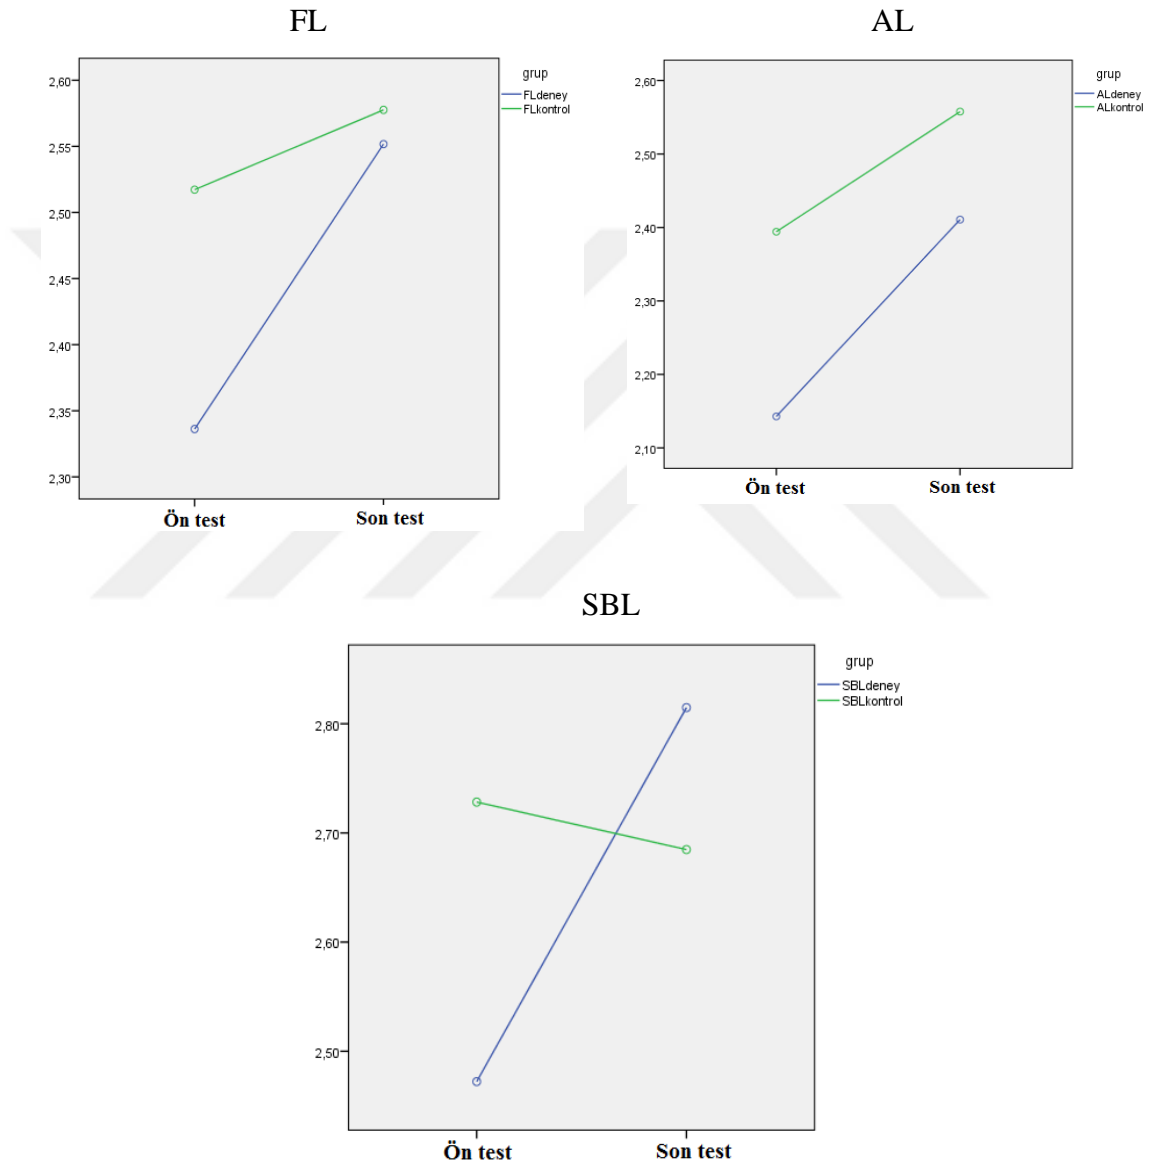 FL
grup
FLdeney
FLkontrol
2,60
2,55
2,50
2,45
2,40
2,35
2,30
Ön test
Son test
AL
grup
ALdeney
ALkontrol
2,60
2,50
2,40
2,30
2,20
2,10
Ön test
Son test
SBL
grup
SBLdeney
SBLkontrol
2,80
2,70
2,60
2,50
Ön test
Son test